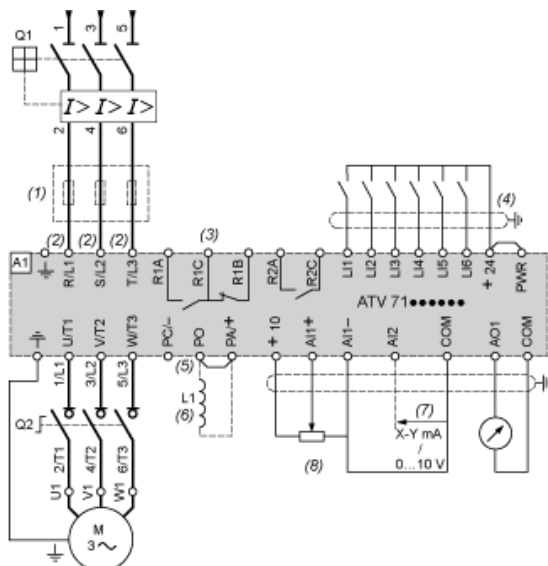 1 3 5
Q1
I> I> I>
2 4 6
(1)
(2) (2) (2) (3) (4)
A1
R/L1 S/L2 T/L3 R1A R1C R1B R2A R2C LI1 LI2 LI3 LI4 LI5 LI6 + 24 PWR
ATV 71••••••
U/T1 V/T2 W/T3 PC/− PO PA/+ + 10 AI1+ AI1− AI2 COM AO1 COM
(5)
1/L1 3/L2 5/L3
L1
(6)
(7)
Q2
X-Y mA
/
0...10 V
(8)
2/T1 4/T2 6/T3
U1 V1 W1
M
3 ~